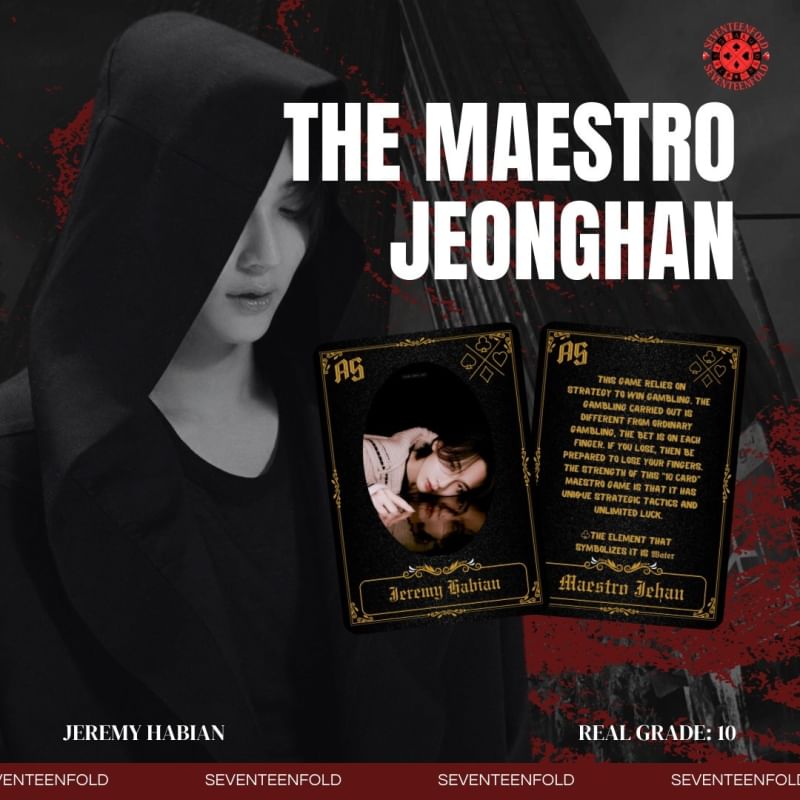 SEVENTEENFOLD
SEVENTEENFOLD
THE MAESTRO
JEONGHAN
AS
Jeremy Habian
AS
THIS GAME RELIES ON
STRATEGY TO WIN GAMBLING. THE
GAMBLING CARRIED OUT IS
DIFFERENT FROM ORDINARY
GAMBLING, THE BET IS ON EACH
FINGER. IF YOU LOSE, THEN BE
PREPARED TO LOSE YOUR FINGERS.
THE STRENGTH OF THIS "10 CARD"
MAESTRO GAME IS THAT IT HAS
UNIQUE STRATEGIC TACTICS AND
UNLIMITED LUCK.
♧THE ELEMENT THAT
SYMBOLIZES IT IS Water
Maestro Jehan
JEREMY HABIAN
REAL GRADE: 10
VENTEENFOLD SEVENTEENFOLD SEVENTEENFOLD SEVENTEENFO